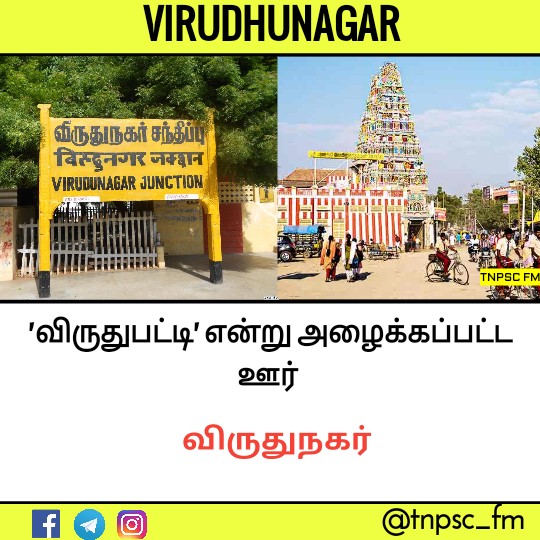 VIRUDHUNAGAR
விருதுநகர் சந்திப்பு
विरुदुनगर जंक्शन
VIRUDUNAGAR JUNCTION
TNPSC FM
'விருதுபட்டி' என்று அழைக்கப்பட்ட
ஊர்
விருதுநகர்
@tnpsc_fm